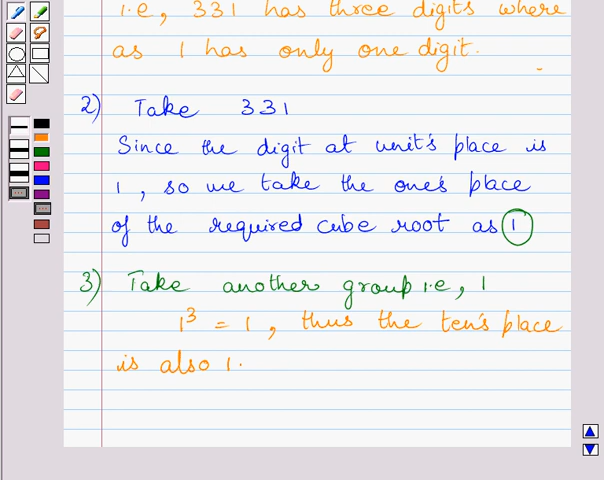 i.e, 331 has three digits where
as 1 has only one digit.
2) Take 331
Since the digit at unit's place is
1, so we take the one's place
of the required cube root as 1
3) Take another group i.e, 1
1³ = 1, thus the ten's place
is also 1.